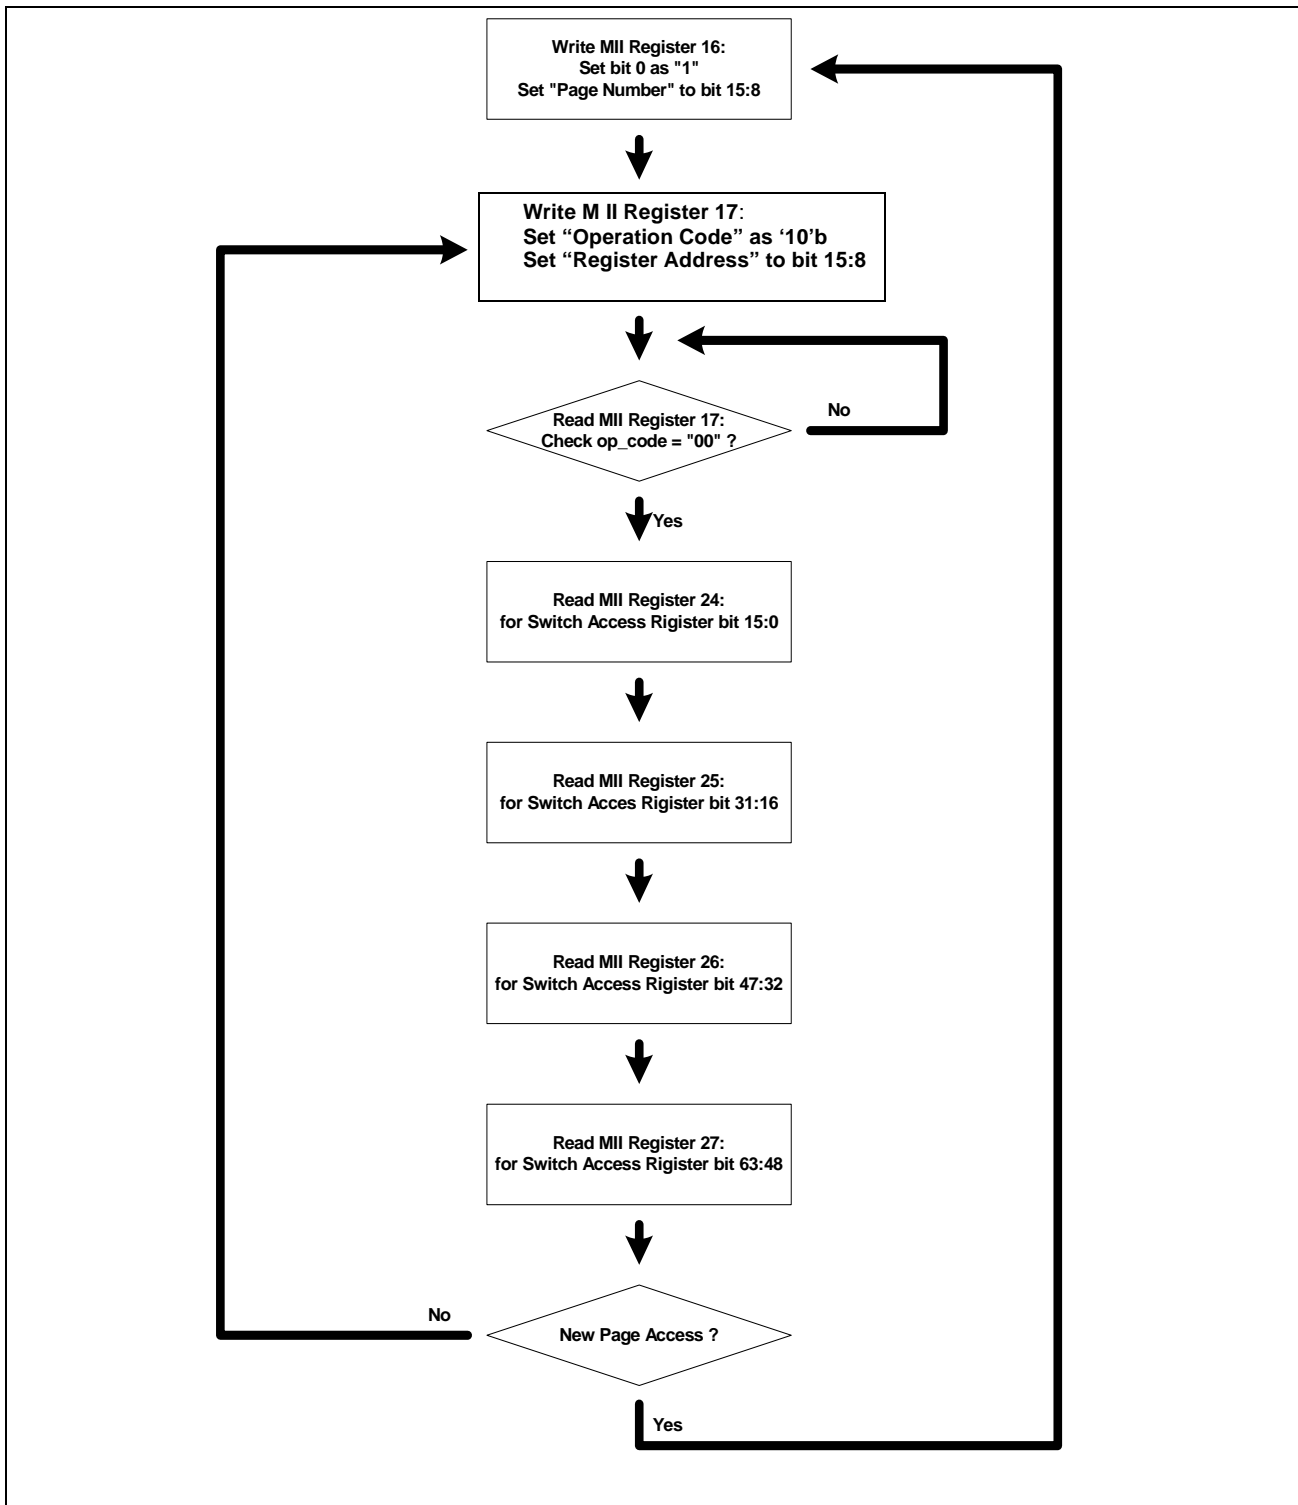 Write MII Register 16:
Set bit 0 as "1"
Set "Page Number" to bit 15:8
Write M II Register 17:
Set “Operation Code” as ‘10’b
Set “Register Address” to bit 15:8
Read MII Register 17:
Check op_code = "00" ?
No
Yes
Read MII Register 24:
for Switch Access Rigister bit 15:0
Read MII Register 25:
for Switch Acces Rigister bit 31:16
Read MII Register 26:
for Switch Access Rigister bit 47:32
Read MII Register 27:
for Switch Access Rigister bit 63:48
No
New Page Access ?
Yes